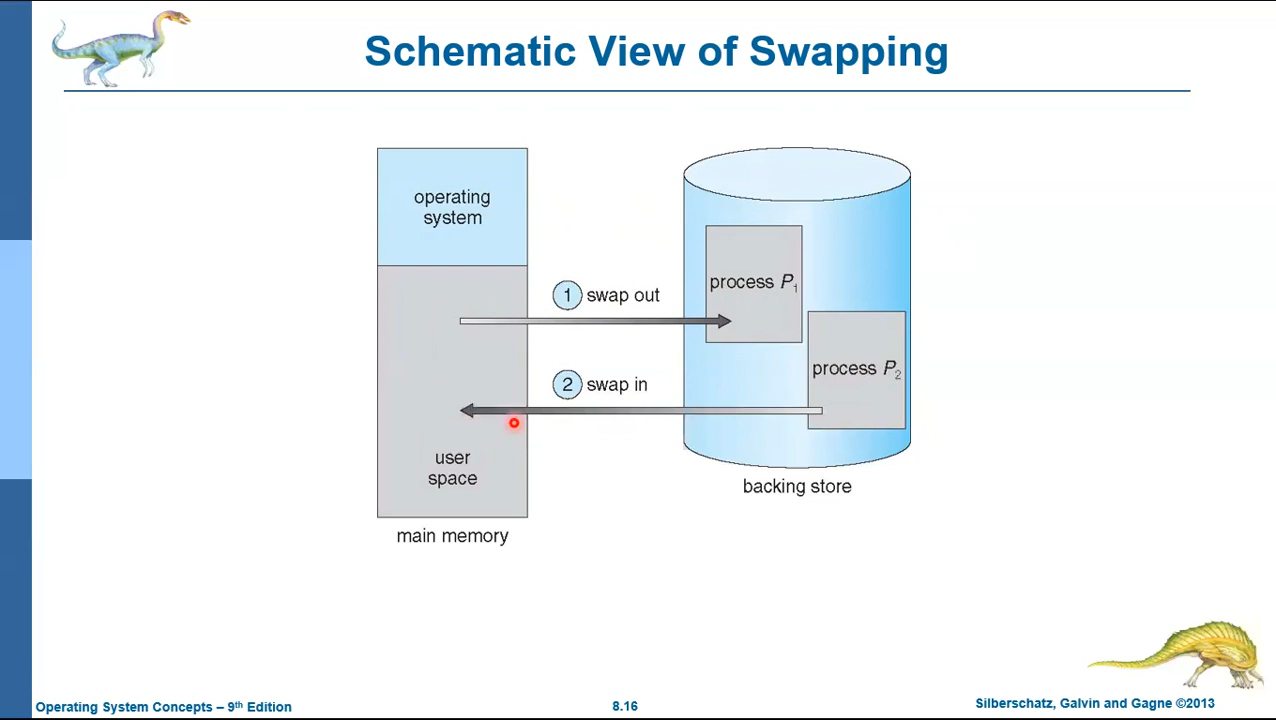 Schematic View of Swapping
operating
system
1 swap out
process P1
2 swap in
process P2
user
space
backing store
main memory
Operating System Concepts – 9th Edition
8.16
Silberschatz, Galvin and Gagne ©2013